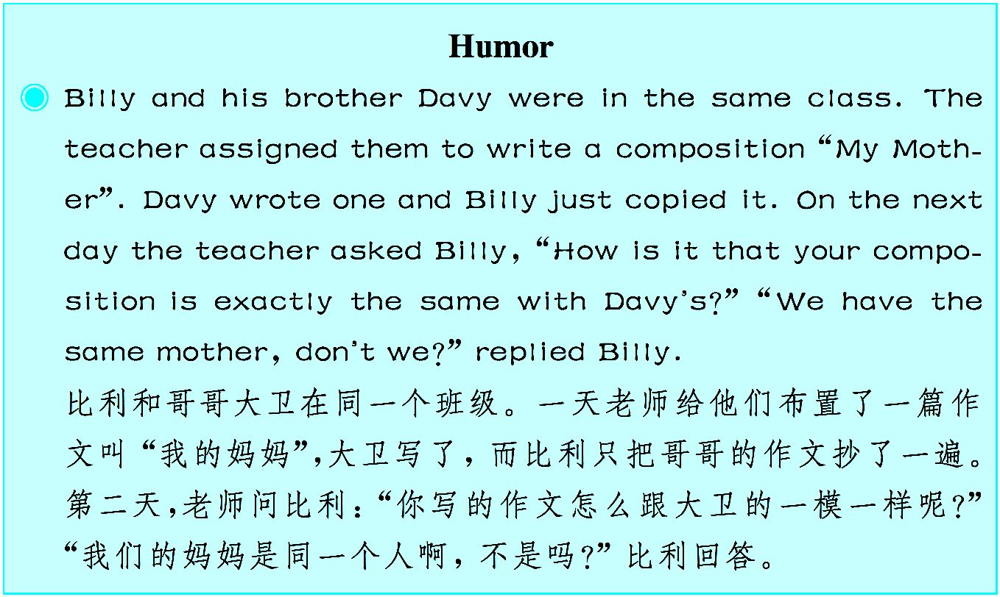 Humor
Billy and his brother Davy were in the same class. The
teacher assigned them to write a composition “My Moth-
er”. Davy wrote one and Billy just copied it. On the next
day the teacher asked Billy, “How is it that your compo-
sition is exactly the same with Davy's?” “We have the
same mother, don't we?” replied Billy.
比利和哥哥大卫在同一个班级。一天老师给他们布置了一篇作
文叫“我的妈妈”,大卫写了，而比利只把哥哥的作文抄了一遍。
第二天,老师问比利：“你写的作文怎么跟大卫的一模一样呢?”
“我们的妈妈是同一个人啊，不是吗?”比利回答。